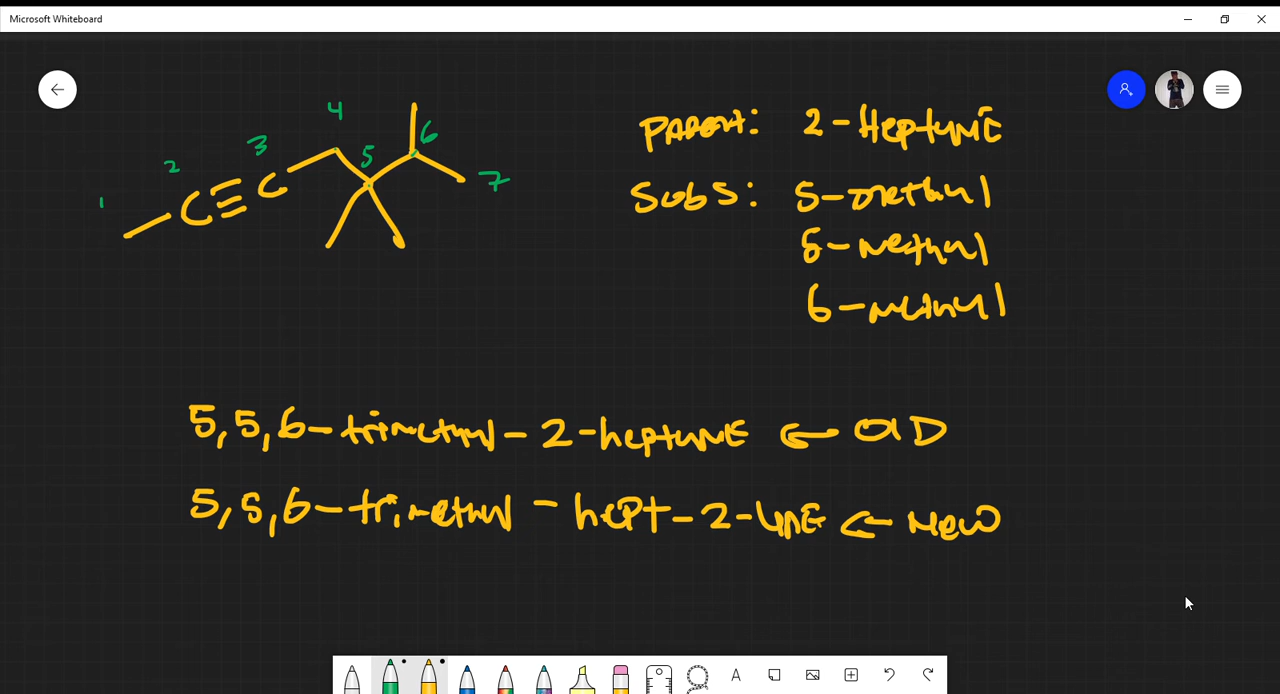 Microsoft Whiteboard
1 2 3 4 5 6 7
C≡C
PARENT: 2-HEPTYNE
SUBS: 5-METHYL
5-METHYL
6-METHYL
5,5,6-trimethyl-2-heptyne ← OLD
5,5,6-trimethyl-hept-2-yne ← NEW
A